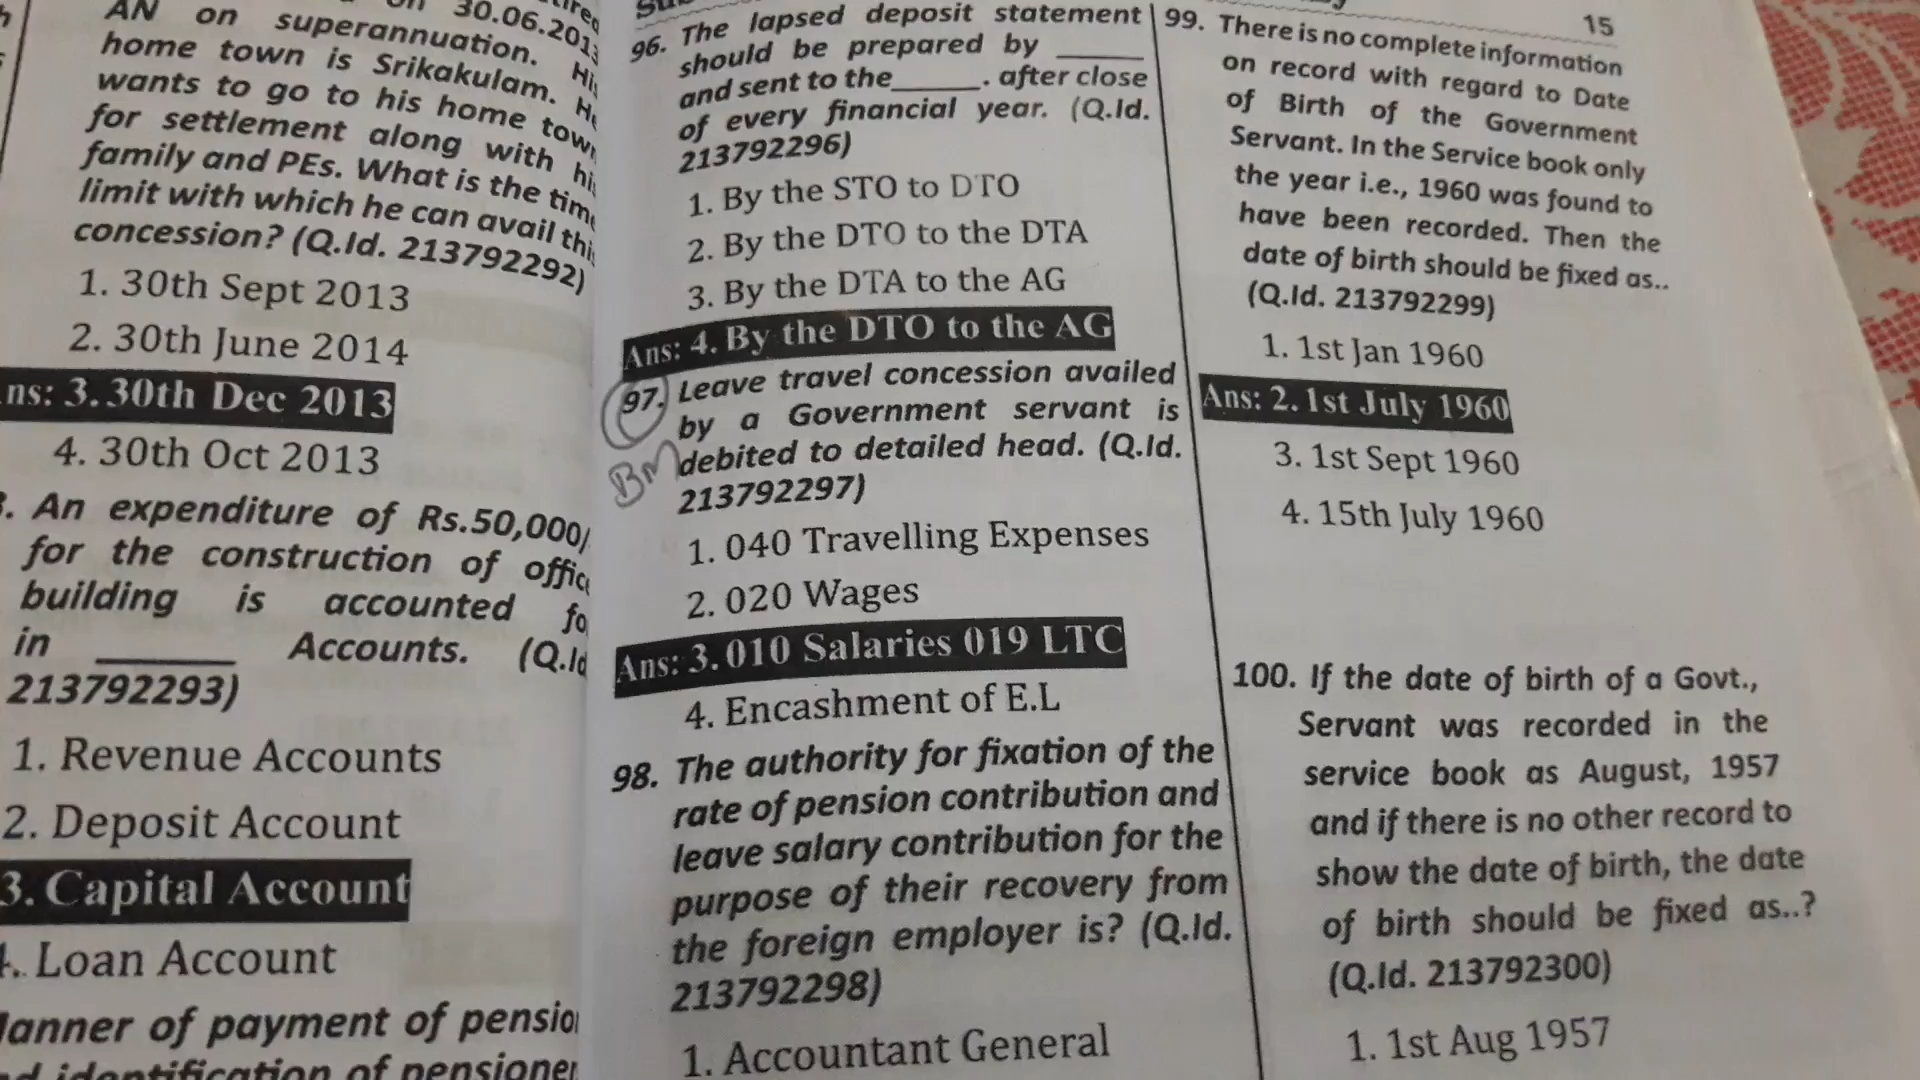 AN on superannuation. His
home town is Srikakulam. He
wants to go to his home town
for settlement along with his
family and PEs. What is the time
limit with which he can avail this
concession? (Q.Id. 213792292)
1. 30th Sept 2013
2. 30th June 2014
ns: 3. 30th Dec 2013
4. 30th Oct 2013
. An expenditure of Rs.50,000/
for the construction of office
building is accounted fo
in ______ Accounts. (Q.Id
213792293)
1. Revenue Accounts
2. Deposit Account
3. Capital Account
. Loan Account
anner of payment of pension
d identification of pensioner
30.06.2013
96. The lapsed deposit statement
should be prepared by ______
and sent to the______. after close
of every financial year. (Q.Id.
213792296)
1. By the STO to DTO
2. By the DTO to the DTA
3. By the DTA to the AG
Ans: 4. By the DTO to the AG
97. Leave travel concession availed
by a Government servant is
debited to detailed head. (Q.Id.
213792297)
BM
1. 040 Travelling Expenses
2. 020 Wages
Ans: 3. 010 Salaries 019 LTC
4. Encashment of E.L
98. The authority for fixation of the
rate of pension contribution and
leave salary contribution for the
purpose of their recovery from
the foreign employer is? (Q.Id.
213792298)
1. Accountant General
15
99. There is no complete information
on record with regard to Date
of Birth of the Government
Servant. In the Service book only
the year i.e., 1960 was found to
have been recorded. Then the
date of birth should be fixed as..
(Q.Id. 213792299)
1. 1st Jan 1960
Ans: 2. 1st July 1960
3. 1st Sept 1960
4. 15th July 1960
100. If the date of birth of a Govt.,
Servant was recorded in the
service book as August, 1957
and if there is no other record to
show the date of birth, the date
of birth should be fixed as..?
(Q.Id. 213792300)
1. 1st Aug 1957